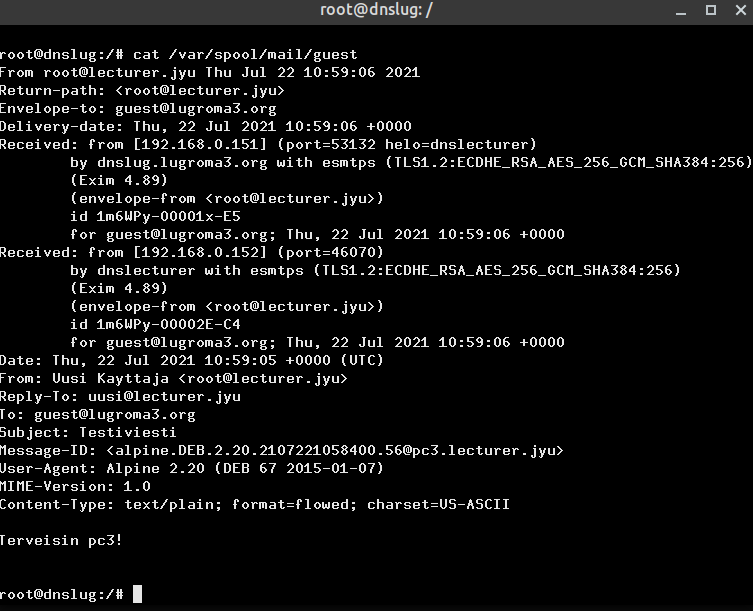 root@dnslug: /
root@dnslug:/# cat /var/spool/mail/guest
From root@lecturer.jyu Thu Jul 22 10:59:06 2021
Return-path: <root@lecturer.jyu>
Envelope-to: guest@lugroma3.org
Delivery-date: Thu, 22 Jul 2021 10:59:06 +0000
Received: from [192.168.0.151] (port=53132 helo=dnslecturer)
        by dnslug.lugroma3.org with esmtps (TLS1.2:ECDHE_RSA_AES_256_GCM_SHA384:256)
        (Exim 4.89)
        (envelope-from <root@lecturer.jyu>)
        id 1m6WPy-00001x-E5
        for guest@lugroma3.org; Thu, 22 Jul 2021 10:59:06 +0000
Received: from [192.168.0.152] (port=46070)
        by dnslecturer with esmtps (TLS1.2:ECDHE_RSA_AES_256_GCM_SHA384:256)
        (Exim 4.89)
        (envelope-from <root@lecturer.jyu>)
        id 1m6WPy-00002E-C4
        for guest@lugroma3.org; Thu, 22 Jul 2021 10:59:06 +0000
Date: Thu, 22 Jul 2021 10:59:05 +0000 (UTC)
From: Uusi Kayttaja <root@lecturer.jyu>
Reply-To: uusi@lecturer.jyu
To: guest@lugroma3.org
Subject: Testiviesti
Message-ID: <alpine.DEB.2.20.2107221058400.56@pc3.lecturer.jyu>
User-Agent: Alpine 2.20 (DEB 67 2015-01-07)
MIME-Version: 1.0
Content-Type: text/plain; format=flowed; charset=US-ASCII
Terveisin pc3!
root@dnslug:/#